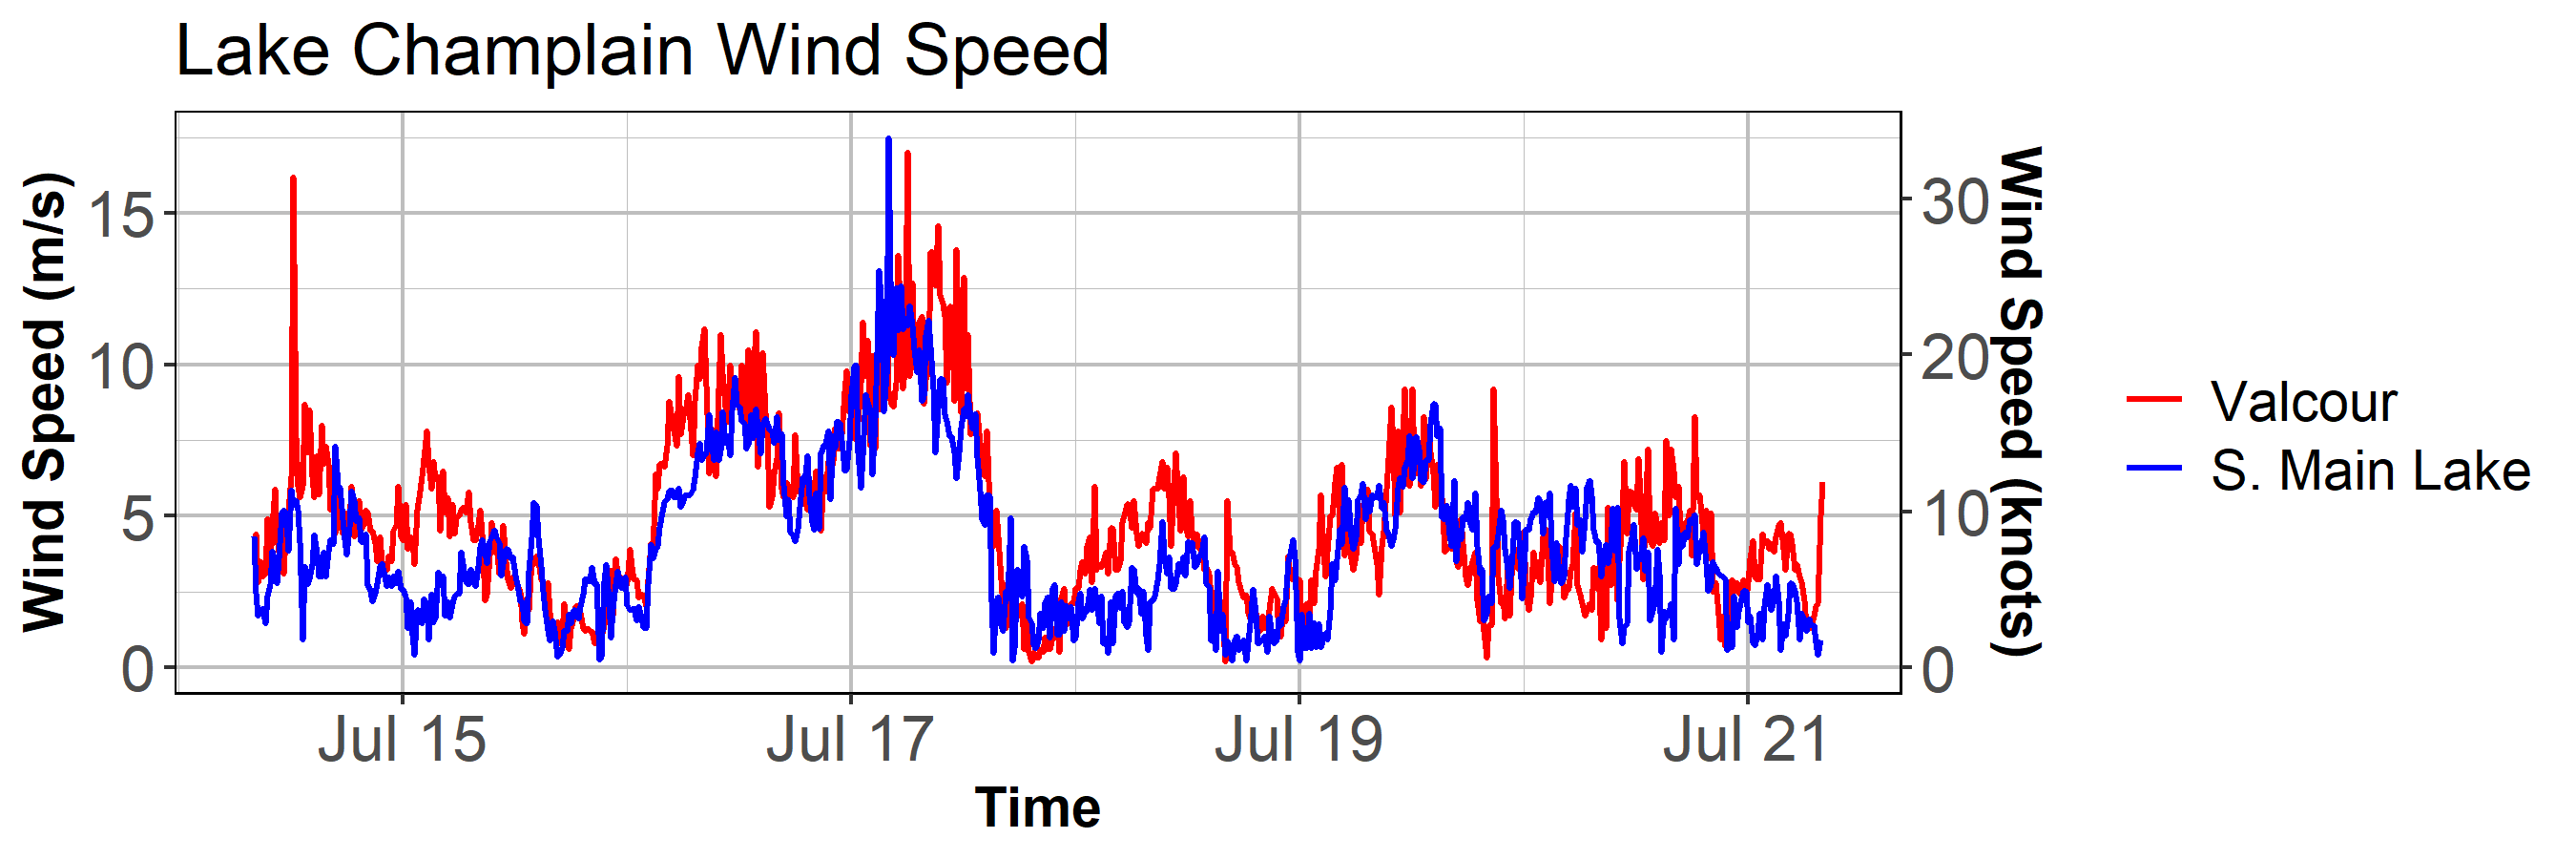 Lake Champlain Wind Speed
Wind Speed (m/s)
15
10
5
0
30
20
10
0
Wind Speed (knots)
Jul 15
Jul 17
Jul 19
Jul 21
Time
Valcour
S. Main Lake